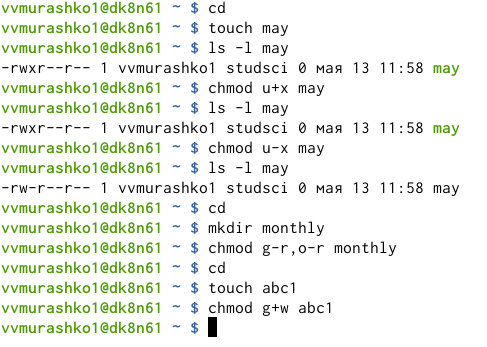 vvmurashko1@dk8n61 ~ $ cd
vvmurashko1@dk8n61 ~ $ touch may
vvmurashko1@dk8n61 ~ $ ls -l may
-rwxr--r-- 1 vvmurashko1 studsci 0 мая 13 11:58 may
vvmurashko1@dk8n61 ~ $ chmod u+x may
vvmurashko1@dk8n61 ~ $ ls -l may
-rwxr--r-- 1 vvmurashko1 studsci 0 мая 13 11:58 may
vvmurashko1@dk8n61 ~ $ chmod u-x may
vvmurashko1@dk8n61 ~ $ ls -l may
-rw-r--r-- 1 vvmurashko1 studsci 0 мая 13 11:58 may
vvmurashko1@dk8n61 ~ $ cd
vvmurashko1@dk8n61 ~ $ mkdir monthly
vvmurashko1@dk8n61 ~ $ chmod g-r,o-r monthly
vvmurashko1@dk8n61 ~ $ cd
vvmurashko1@dk8n61 ~ $ touch abc1
vvmurashko1@dk8n61 ~ $ chmod g+w abc1
vvmurashko1@dk8n61 ~ $